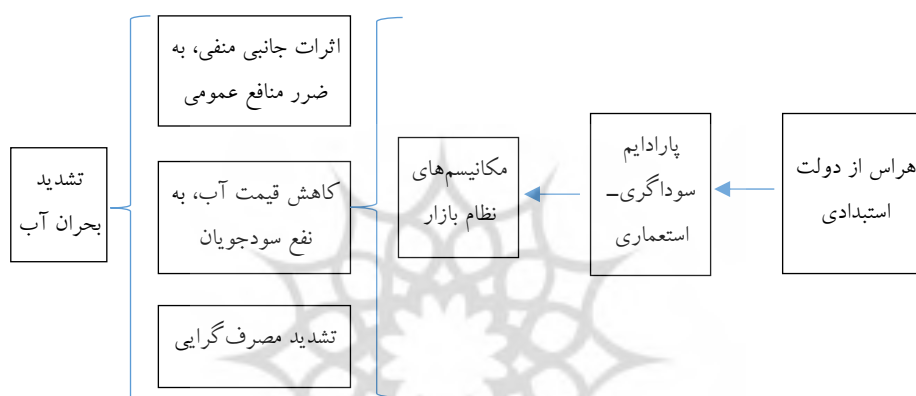 هراس از دولت
استبدادی
پارادایم
سوداگری–
استعماری
مکانیسم‌های
نظام بازار
اثرات جانبی منفی، به
ضرر منافع عمومی
کاهش قیمت آب، به
نفع سودجویان
تشدید مصرف‌گرایی
تشدید
بحران آب